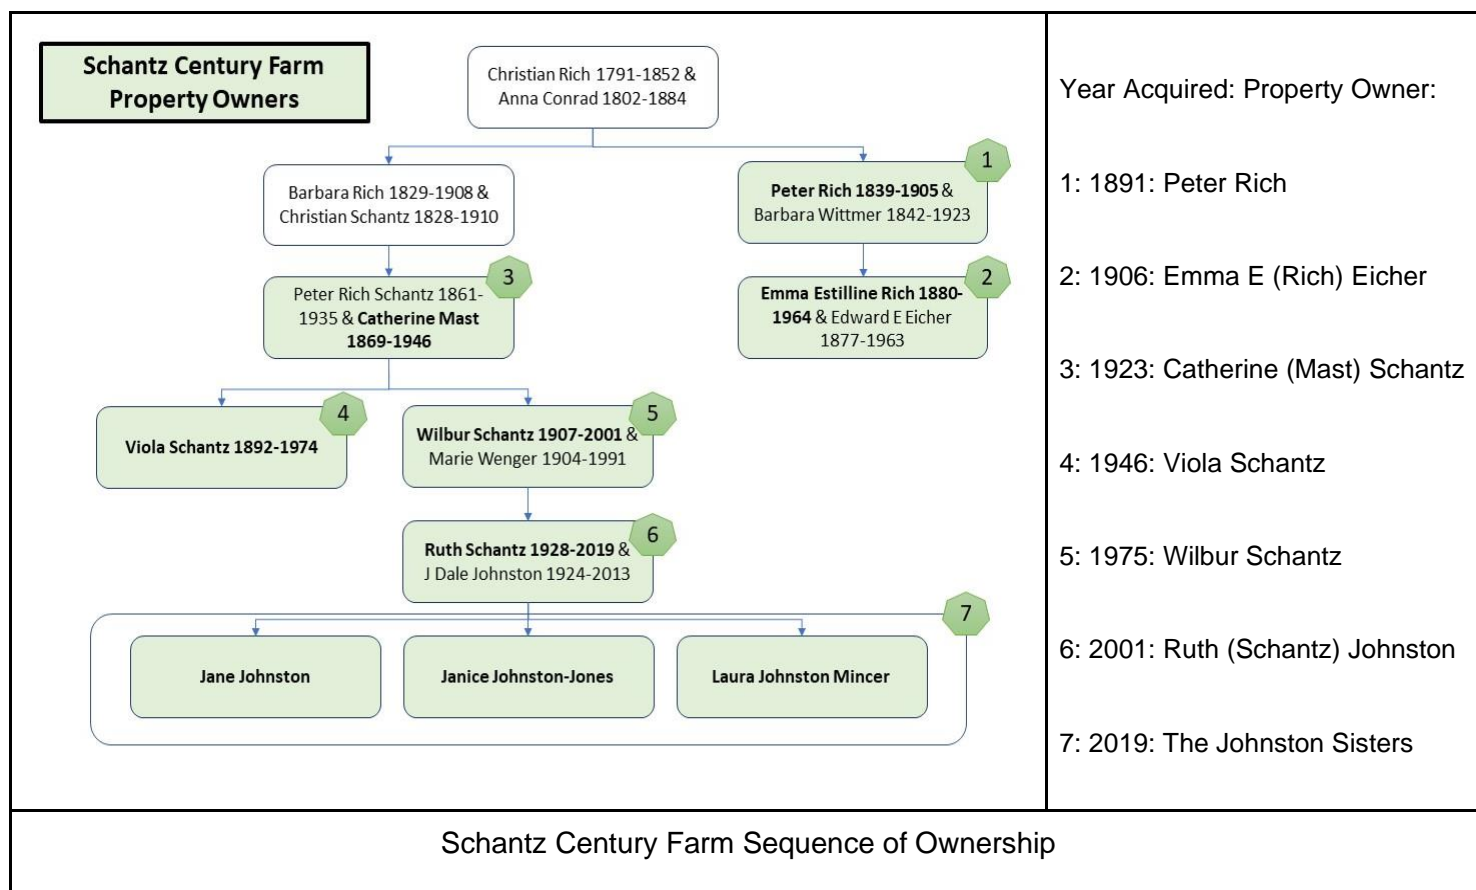 Schantz Century Farm
Property Owners
Christian Rich 1791-1852 &
Anna Conrad 1802-1884
Barbara Rich 1829-1908 &
Christian Schantz 1828-1910
1
Peter Rich 1839-1905 &
Barbara Wittmer 1842-1923
3
Peter Rich Schantz 1861-
1935 & Catherine Mast
1869-1946
2
Emma Estilline Rich 1880-
1964 & Edward E Eicher
1877-1963
4
Viola Schantz 1892-1974
5
Wilbur Schantz 1907-2001 &
Marie Wenger 1904-1991
6
Ruth Schantz 1928-2019 &
J Dale Johnston 1924-2013
7
Jane Johnston
Janice Johnston-Jones
Laura Johnston Mincer
Year Acquired: Property Owner:
1: 1891: Peter Rich
2: 1906: Emma E (Rich) Eicher
3: 1923: Catherine (Mast) Schantz
4: 1946: Viola Schantz
5: 1975: Wilbur Schantz
6: 2001: Ruth (Schantz) Johnston
7: 2019: The Johnston Sisters
Schantz Century Farm Sequence of Ownership